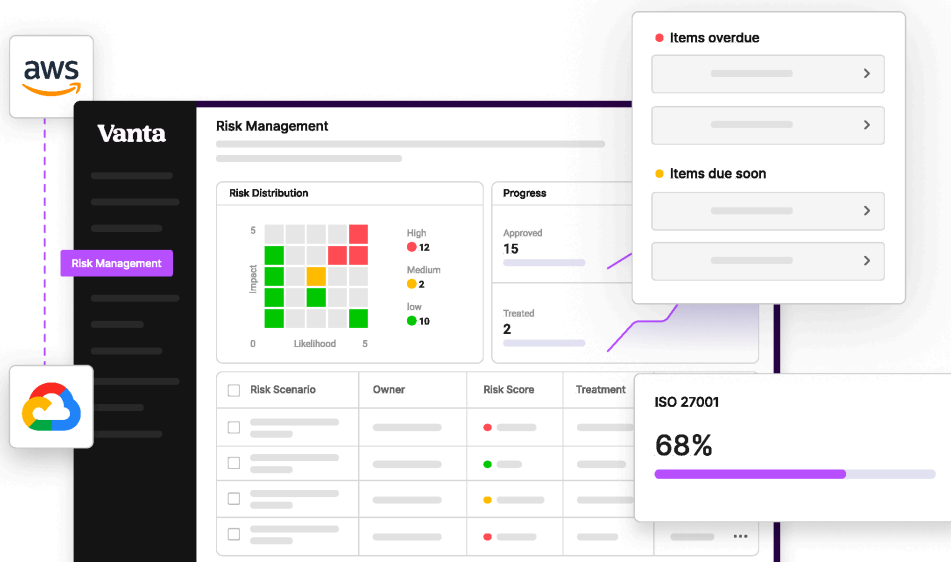 aws
Vanta
Risk Management
Risk Management
Risk Distribution
5
Impact
0
Likelihood
5
High
12
Medium
2
low
10
Progress
Approved
15
Treated
2
Risk Scenario
Owner
Risk Score
Treatment
Items overdue
Items due soon
ISO 27001
68%